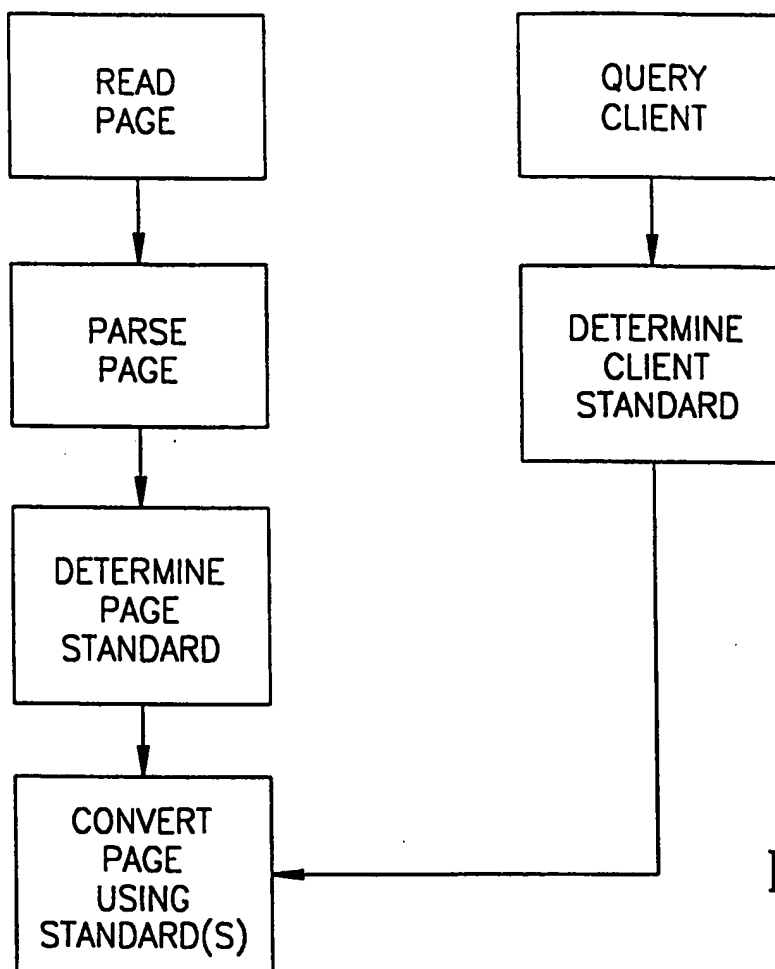 READ
PAGE
QUERY
CLIENT
PARSE
PAGE
DETERMINE
CLIENT
STANDARD
DETERMINE
PAGE
STANDARD
CONVERT
PAGE
USING
STANDARD(S)